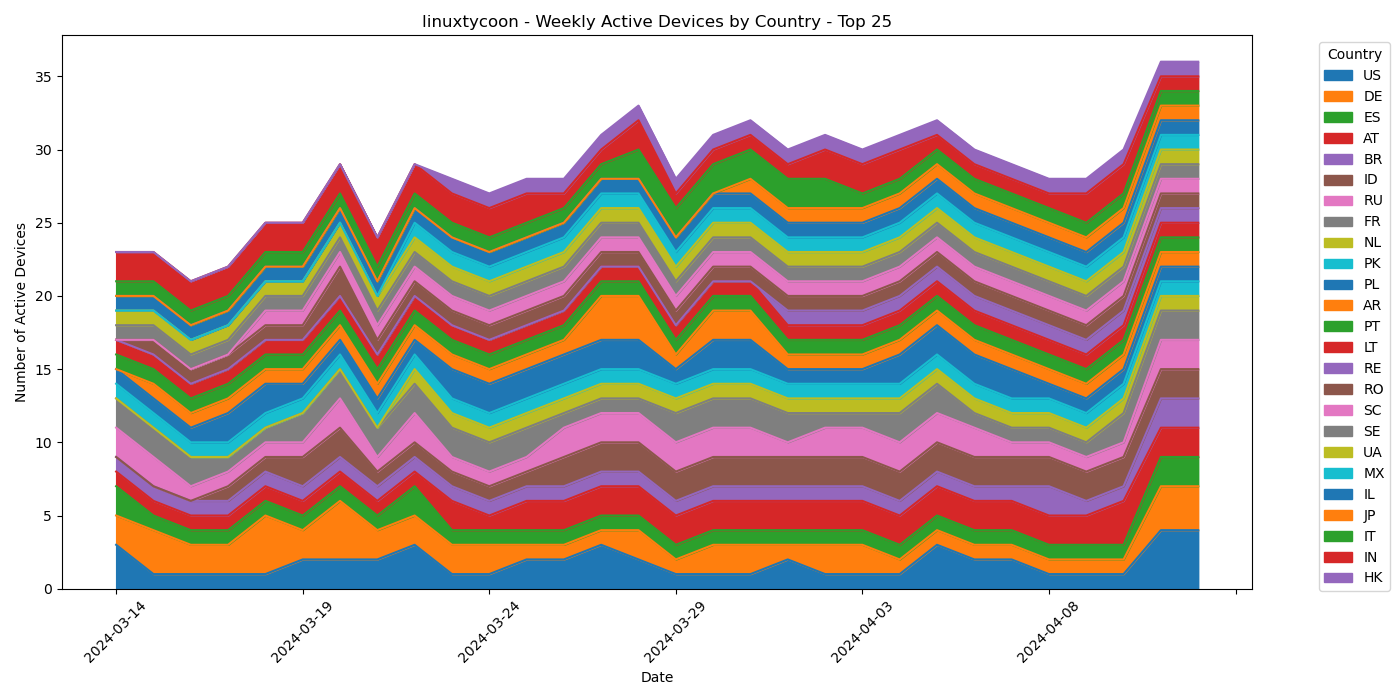 linuxtycoon - Weekly Active Devices by Country - Top 25
Number of Active Devices
35
30
25
20
15
10
5
0
2024-03-14
2024-03-19
2024-03-24
2024-03-29
2024-04-03
2024-04-08
Date
Country
US
DE
ES
AT
BR
ID
RU
FR
NL
PK
PL
AR
PT
LT
RE
RO
SC
SE
UA
MX
IL
JP
IT
IN
HK